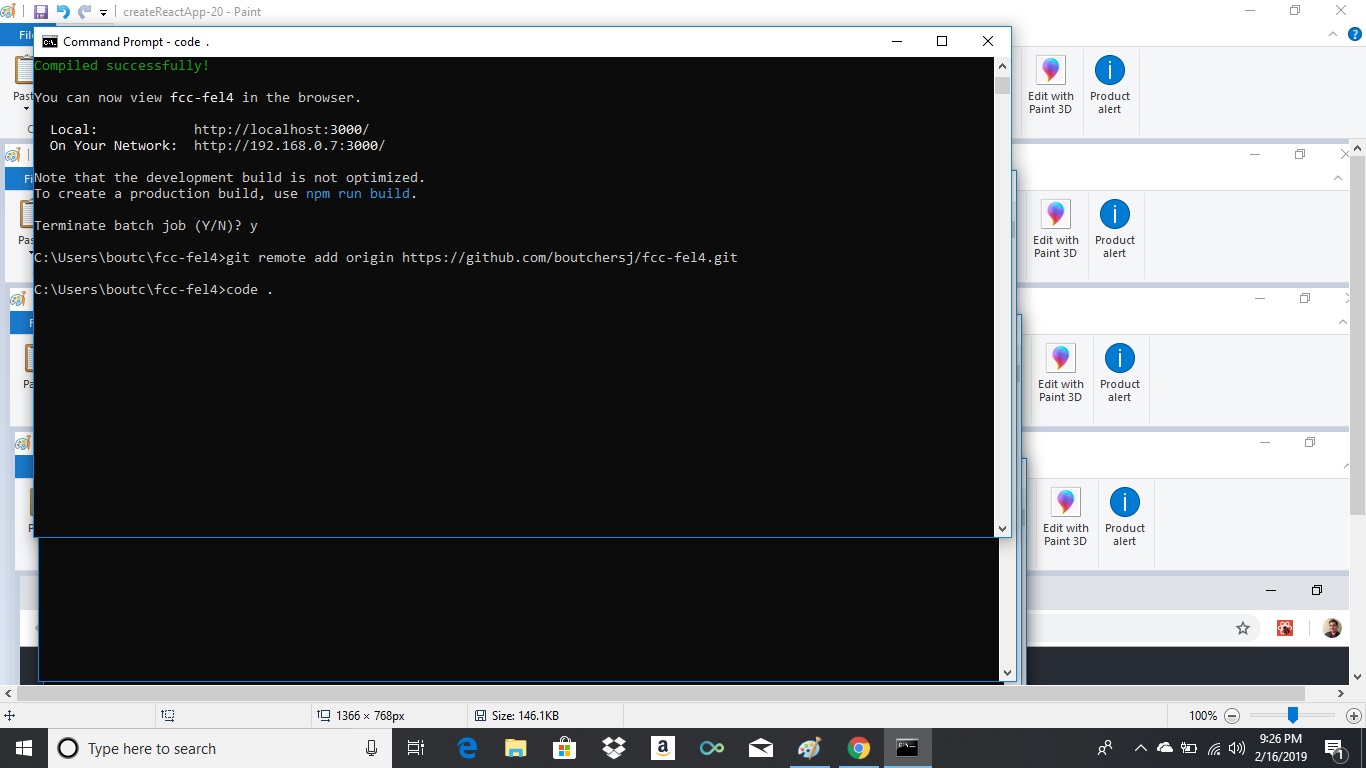 createReactApp-20 - Paint
Command Prompt - code .
Compiled successfully!
You can now view fcc-fel4 in the browser.
Local: http://localhost:3000/
On Your Network: http://192.168.0.7:3000/
Note that the development build is not optimized.
To create a production build, use npm run build.
Terminate batch job (Y/N)? y
C:\Users\boutc\fcc-fel4>git remote add origin https://github.com/boutchersj/fcc-fel4.git
C:\Users\boutc\fcc-fel4>code .
Edit with
Paint 3D
Product
alert
Edit with
Paint 3D
Product
alert
Edit with
Paint 3D
Product
alert
Edit with
Paint 3D
Product
alert
1366 × 768px
Size: 146.1KB
100%
Type here to search
9:26 PM
2/16/2019
1